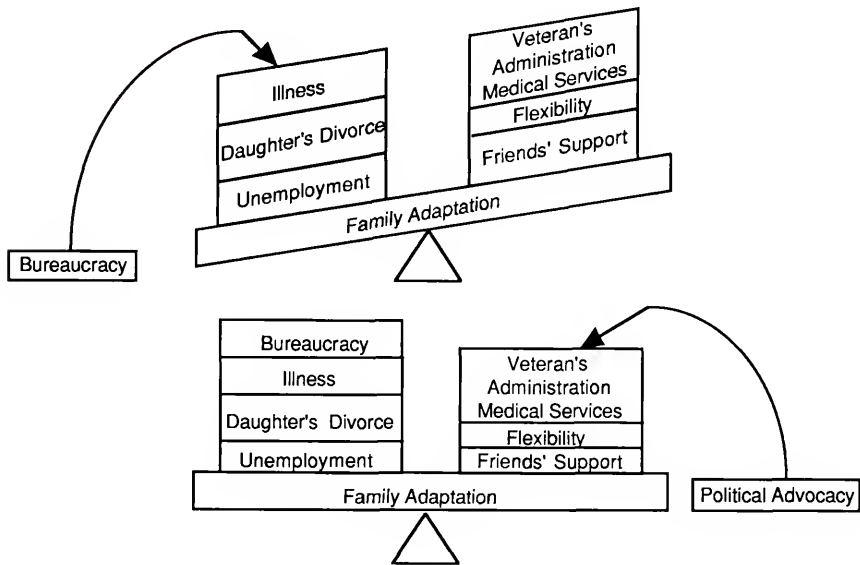 Illness
Daughter's Divorce
Unemployment
Veteran's
Administration
Medical Services
Flexibility
Friends' Support
Family Adaptation
Bureaucracy
Bureaucracy
Illness
Daughter's Divorce
Unemployment
Veteran's
Administration
Medical Services
Flexibility
Friends' Support
Family Adaptation
Political Advocacy